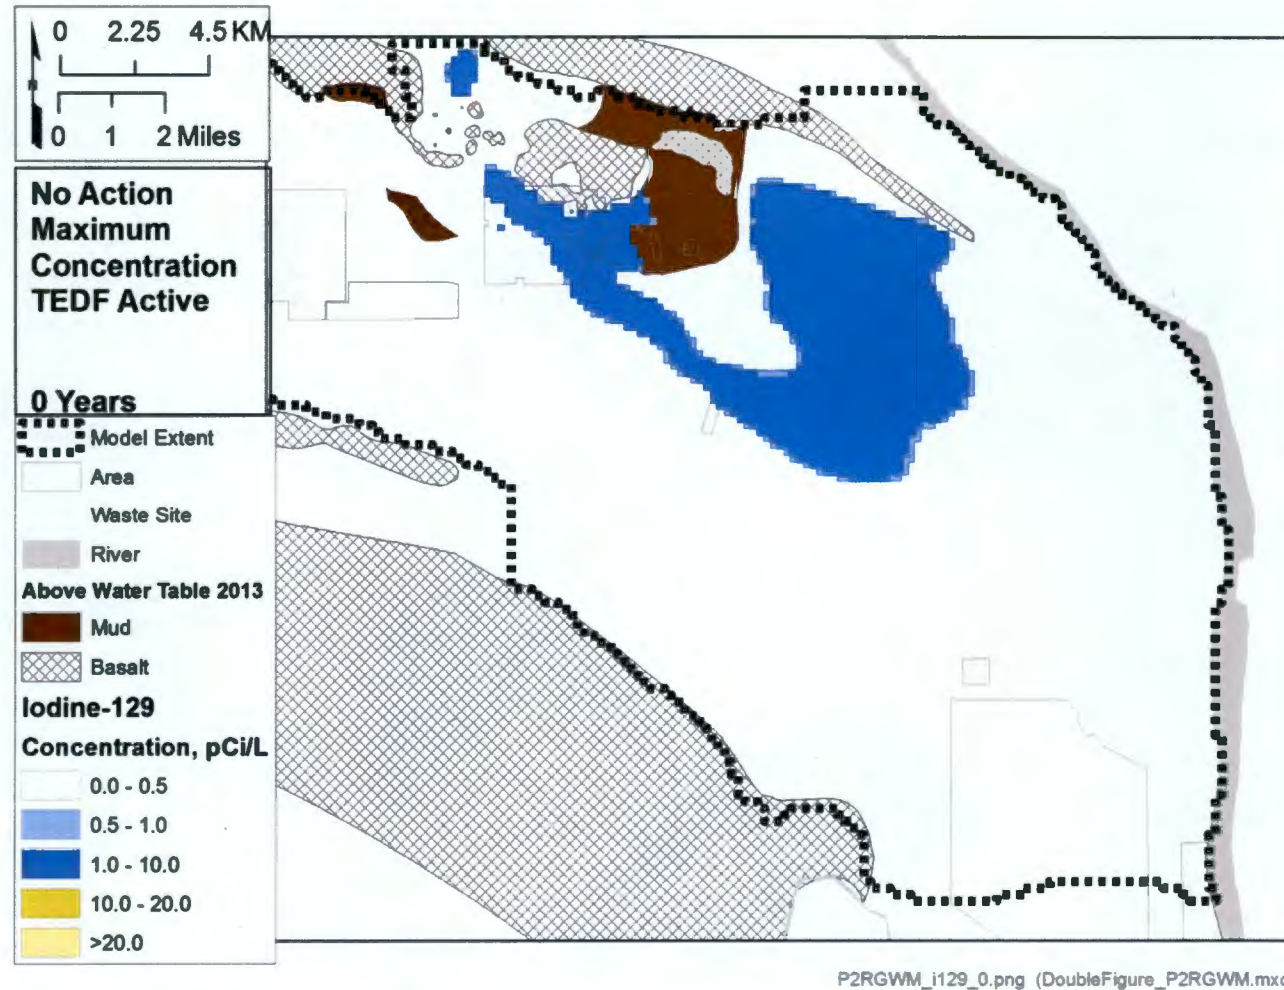 0 2.25 4.5 KM
0 1 2 Miles
No Action
Maximum
Concentration
TEDF Active
0 Years
Model Extent
Area
Waste Site
River
Above Water Table 2013
Mud
Basalt
Iodine-129
Concentration, pCi/L
0.0 - 0.5
0.5 - 1.0
1.0 - 10.0
10.0 - 20.0
>20.0
P2RGWM_i129_0.png (DoubleFigure_P2RGWM.mxd